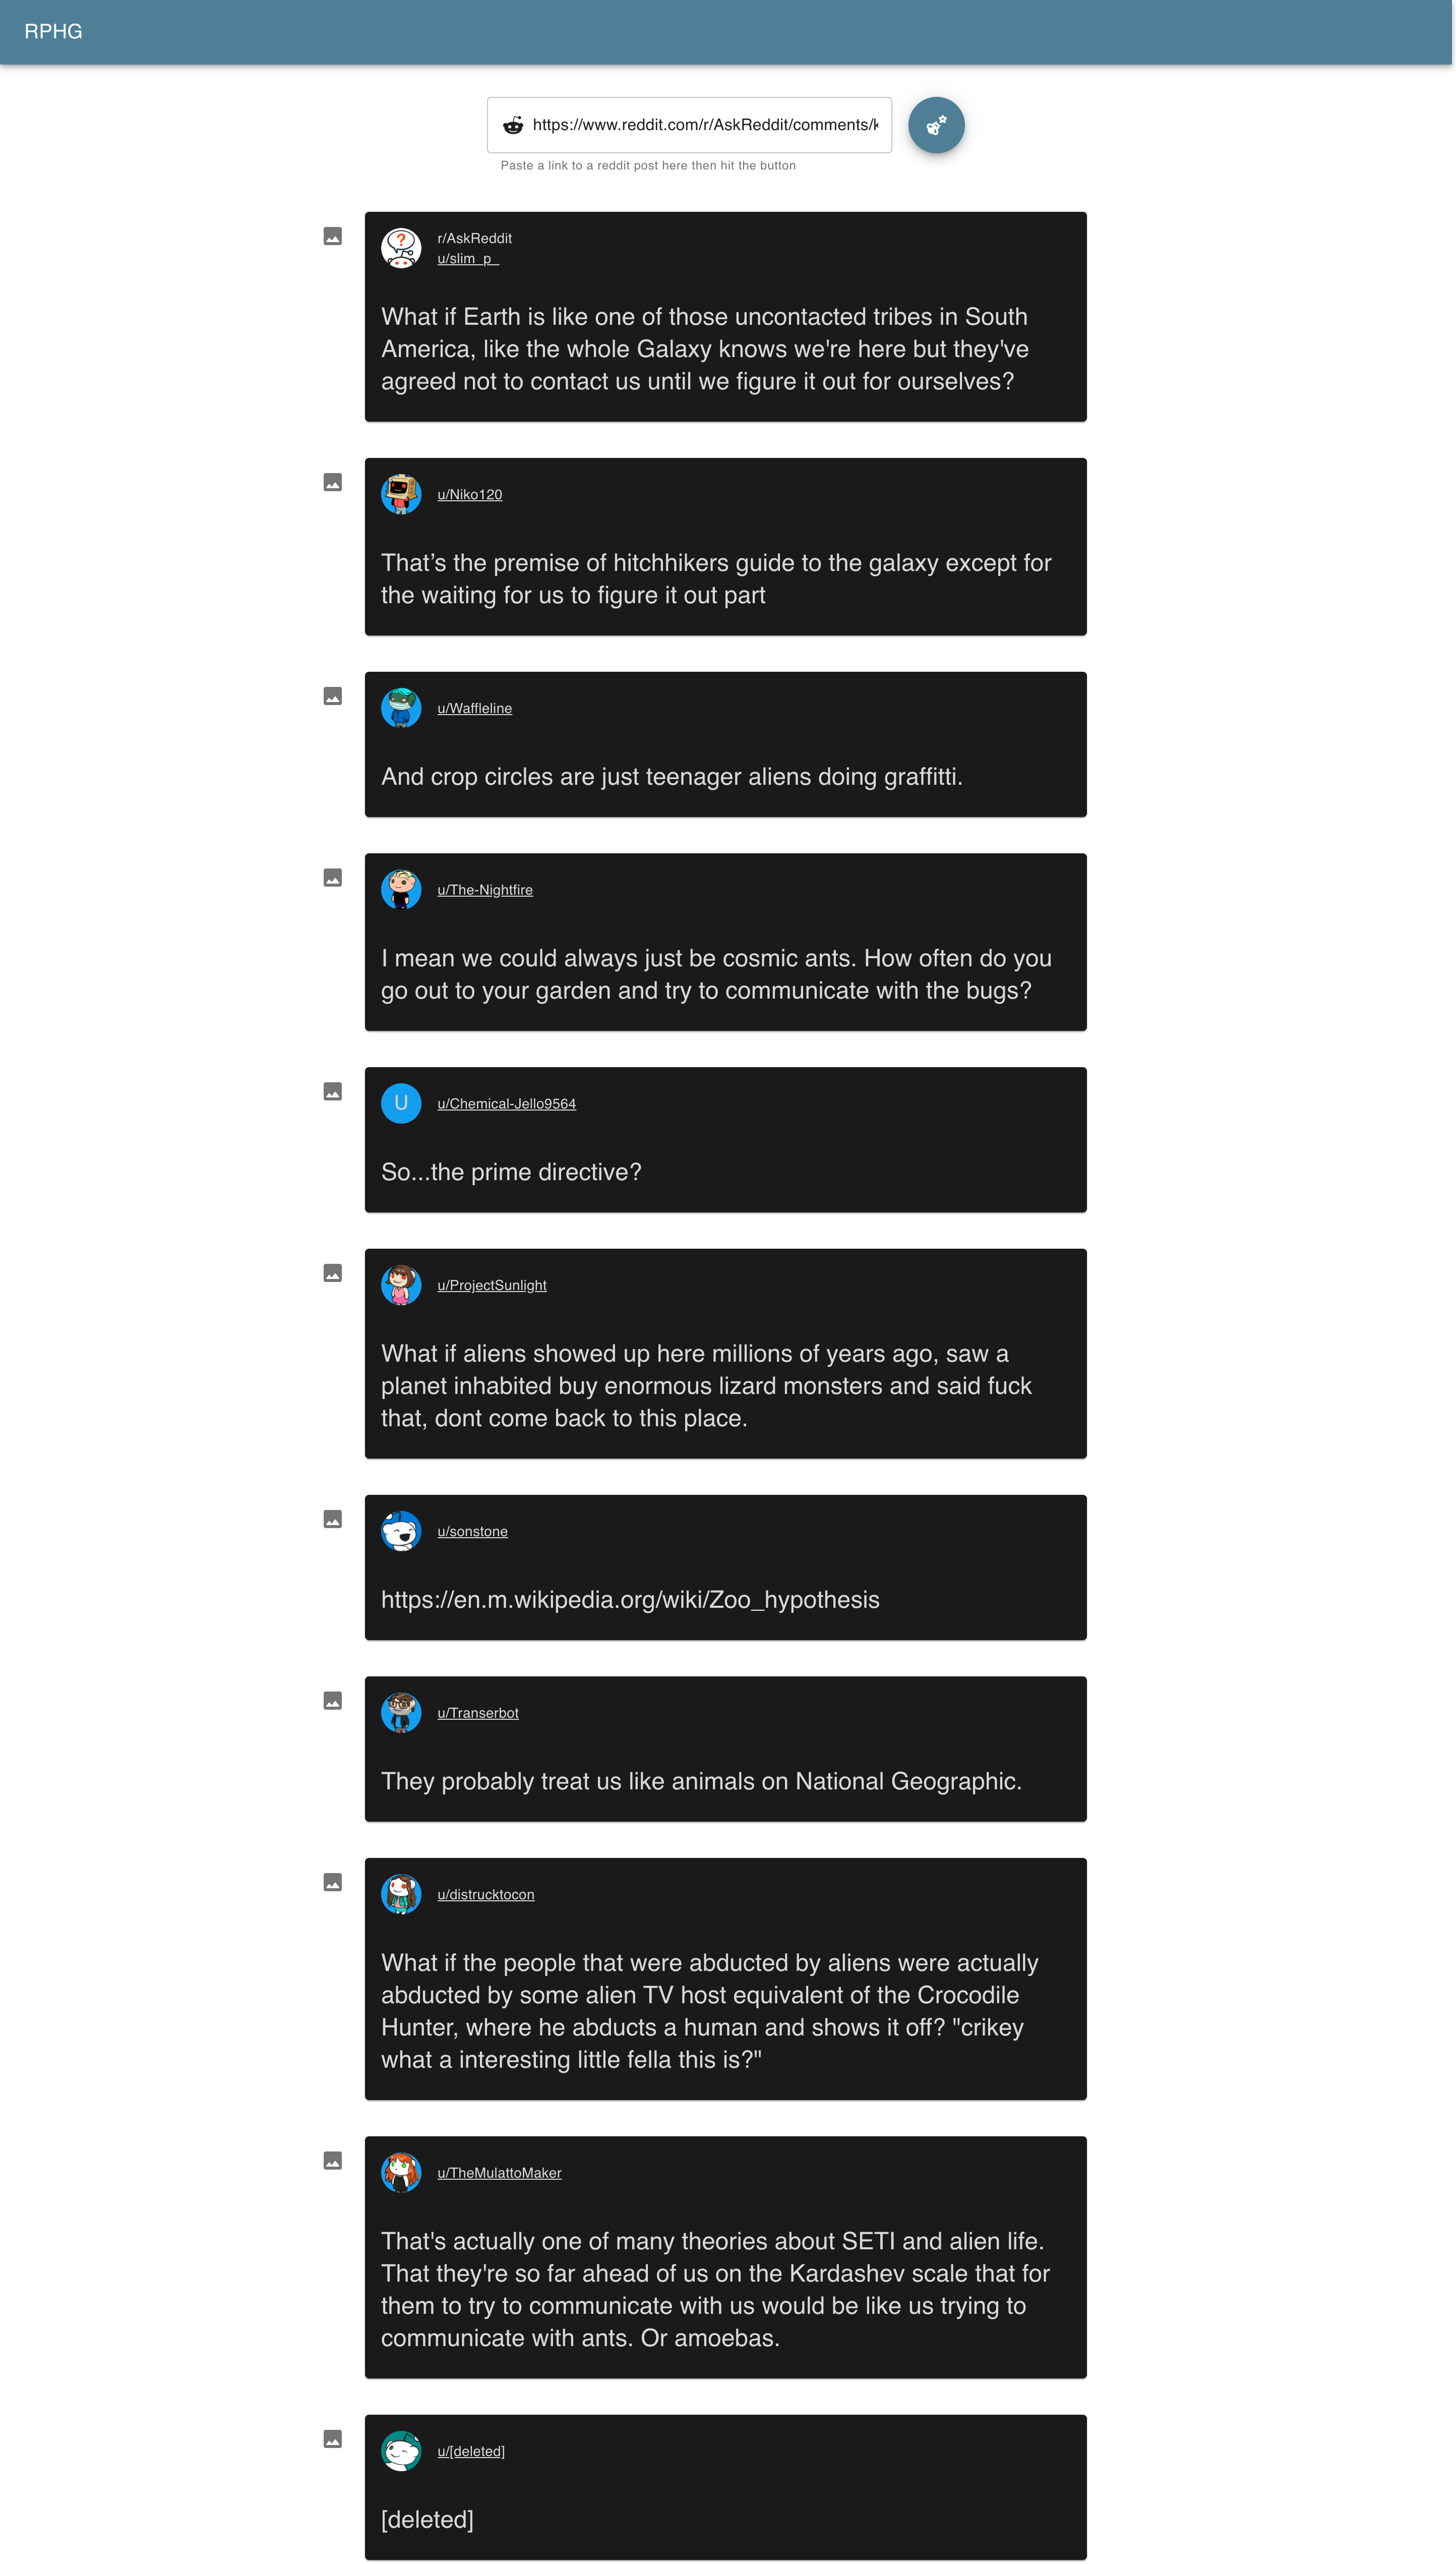 RPHG
https://www.reddit.com/r/AskReddit/comments/k
Paste a link to a reddit post here then hit the button
r/AskReddit
u/slim_p_
What if Earth is like one of those uncontacted tribes in South
America, like the whole Galaxy knows we're here but they've
agreed not to contact us until we figure it out for ourselves?
u/Niko120
That’s the premise of hitchhikers guide to the galaxy except for
the waiting for us to figure it out part
u/Waffleline
And crop circles are just teenager aliens doing graffitti.
u/The-Nightfire
I mean we could always just be cosmic ants. How often do you
go out to your garden and try to communicate with the bugs?
U
u/Chemical-Jello9564
So...the prime directive?
u/ProjectSunlight
What if aliens showed up here millions of years ago, saw a
planet inhabited buy enormous lizard monsters and said fuck
that, dont come back to this place.
u/sonstone
https://en.m.wikipedia.org/wiki/Zoo_hypothesis
u/Transerbot
They probably treat us like animals on National Geographic.
u/distrucktocon
What if the people that were abducted by aliens were actually
abducted by some alien TV host equivalent of the Crocodile
Hunter, where he abducts a human and shows it off? "crikey
what a interesting little fella this is?"
u/TheMulattoMaker
That's actually one of many theories about SETI and alien life.
That they're so far ahead of us on the Kardashev scale that for
them to try to communicate with us would be like us trying to
communicate with ants. Or amoebas.
u/[deleted]
[deleted]